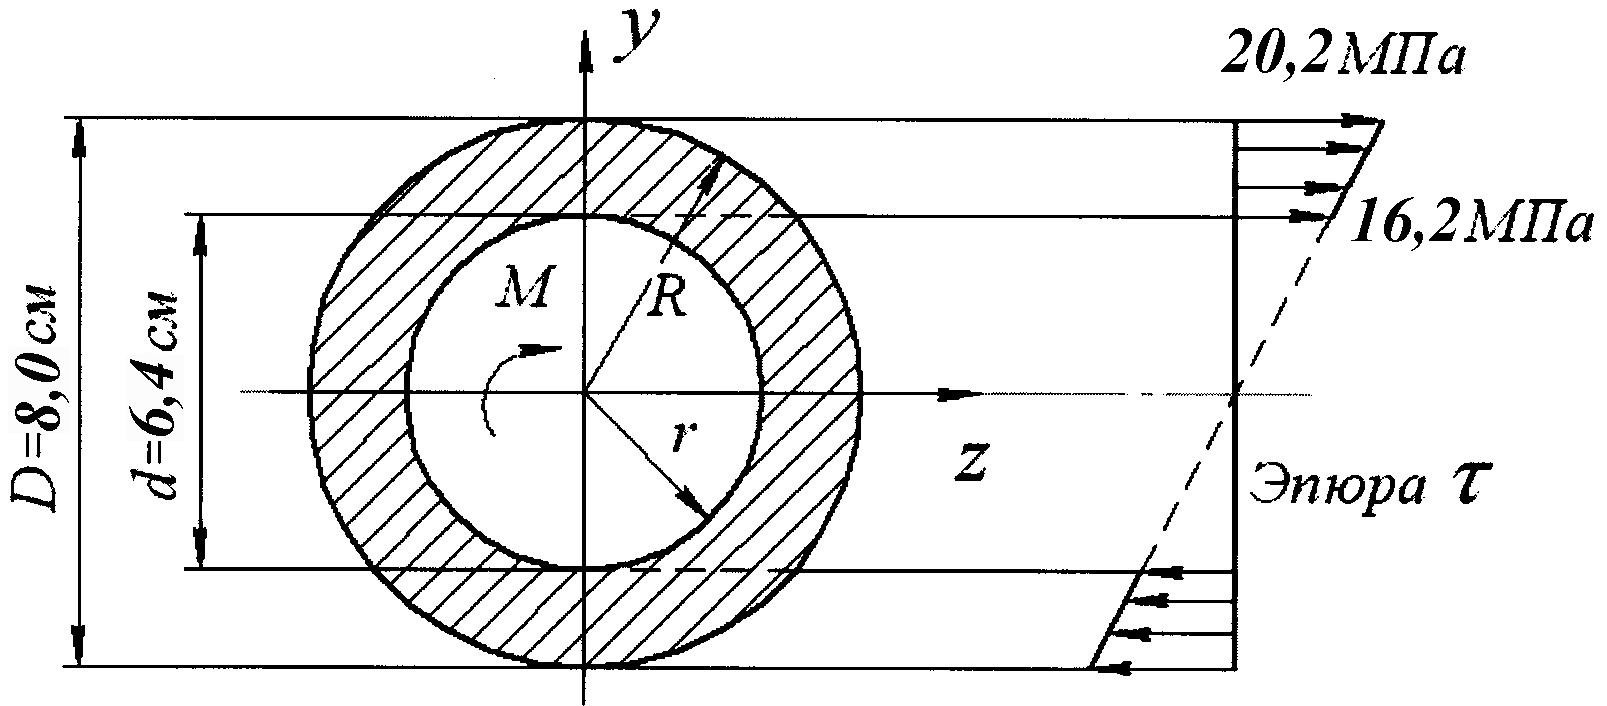 y
20,2МПа
16,2МПа
M
R
D=8,0см
d=6,4см
r
z
Эпюра τ